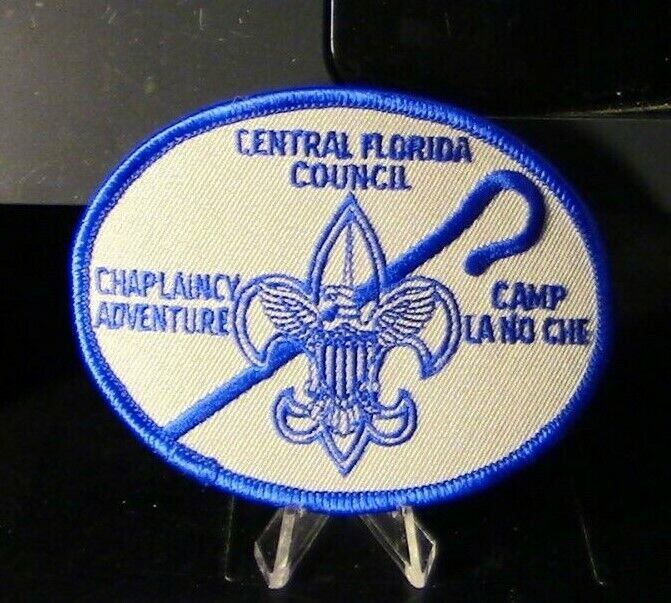 CENTRAL FLORIDA
COUNCIL
CHAPLAINCY
ADVENTURE
CAMP
LA NO CHE